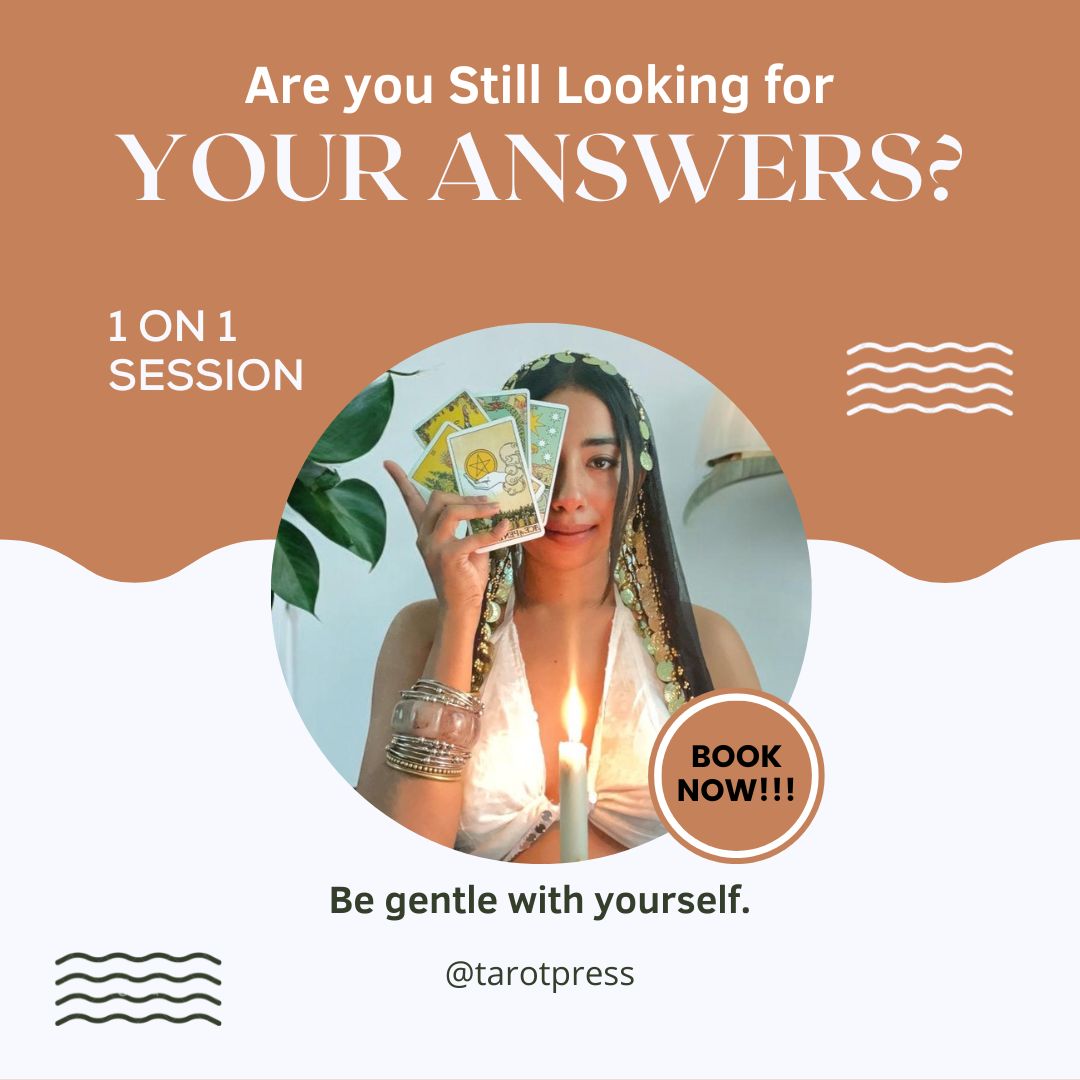 Are you Still Looking for
YOUR ANSWERS?
1 ON 1
SESSION
BOOK
NOW!!!
Be gentle with yourself.
@tarotpress